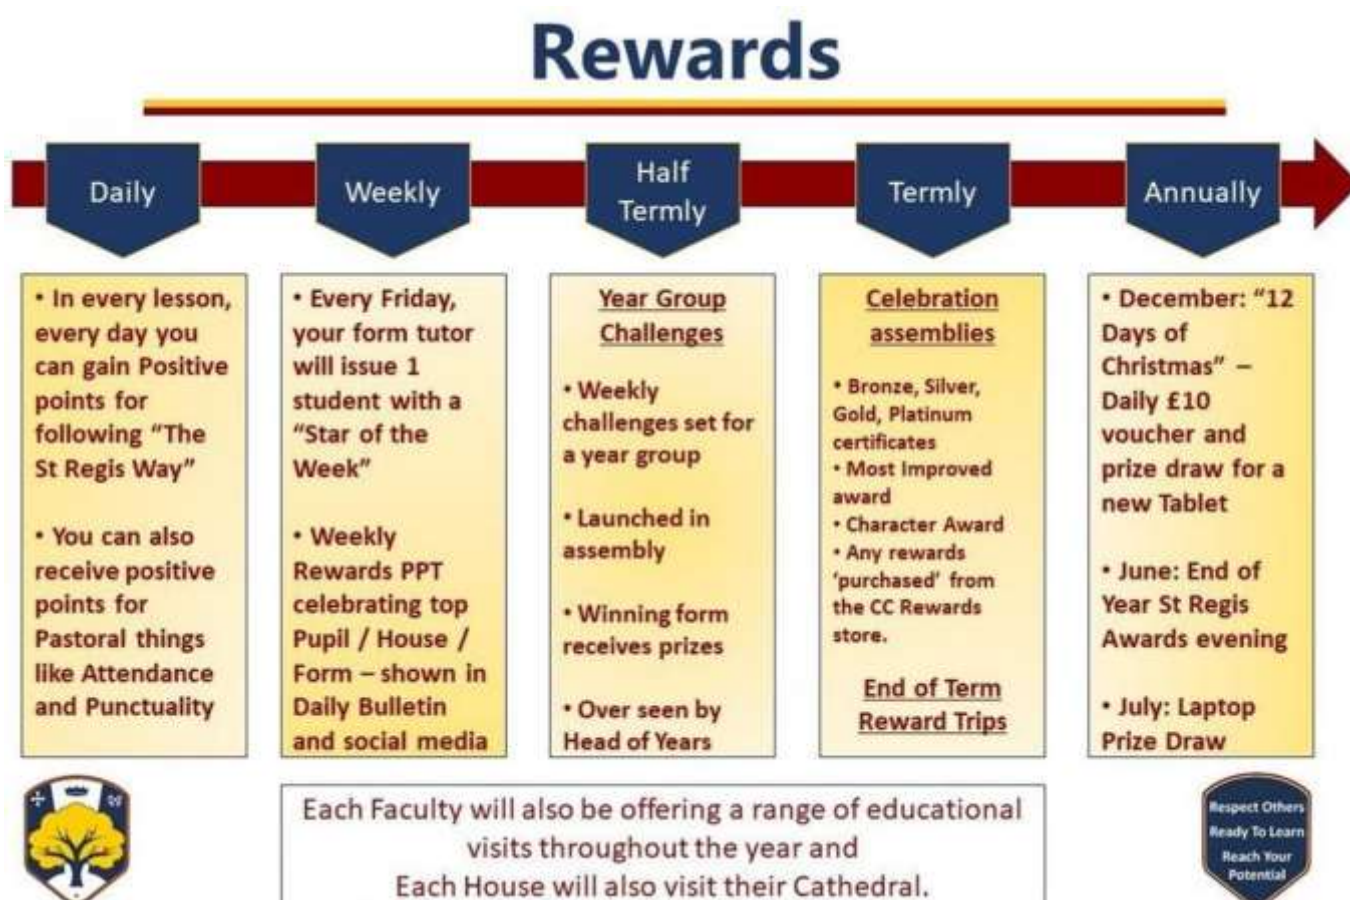 Rewards
Daily
Weekly
Half
Termly
Termly
Annually
• In every lesson,
every day you
can gain Positive
points for
following “The
St Regis Way”
• You can also
receive positive
points for
Pastoral things
like Attendance
and Punctuality
• Every Friday,
your form tutor
will issue 1
student with a
“Star of the
Week”
• Weekly
Rewards PPT
celebrating top
Pupil / House /
Form – shown in
Daily Bulletin
and social media
Year Group
Challenges
• Weekly
challenges set for
a year group
• Launched in
assembly
• Winning form
receives prizes
• Over seen by
Head of Years
Celebration
assemblies
• Bronze, Silver,
Gold, Platinum
certificates
• Most Improved
award
• Character Award
• Any rewards
‘purchased’ from
the CC Rewards
store.
End of Term
Reward Trips
• December: “12
Days of
Christmas” –
Daily £10
voucher and
prize draw for a
new Tablet
• June: End of
Year St Regis
Awards evening
• July: Laptop
Prize Draw
Each Faculty will also be offering a range of educational
visits throughout the year and
Each House will also visit their Cathedral.
Respect Others
Ready To Learn
Reach Your
Potential